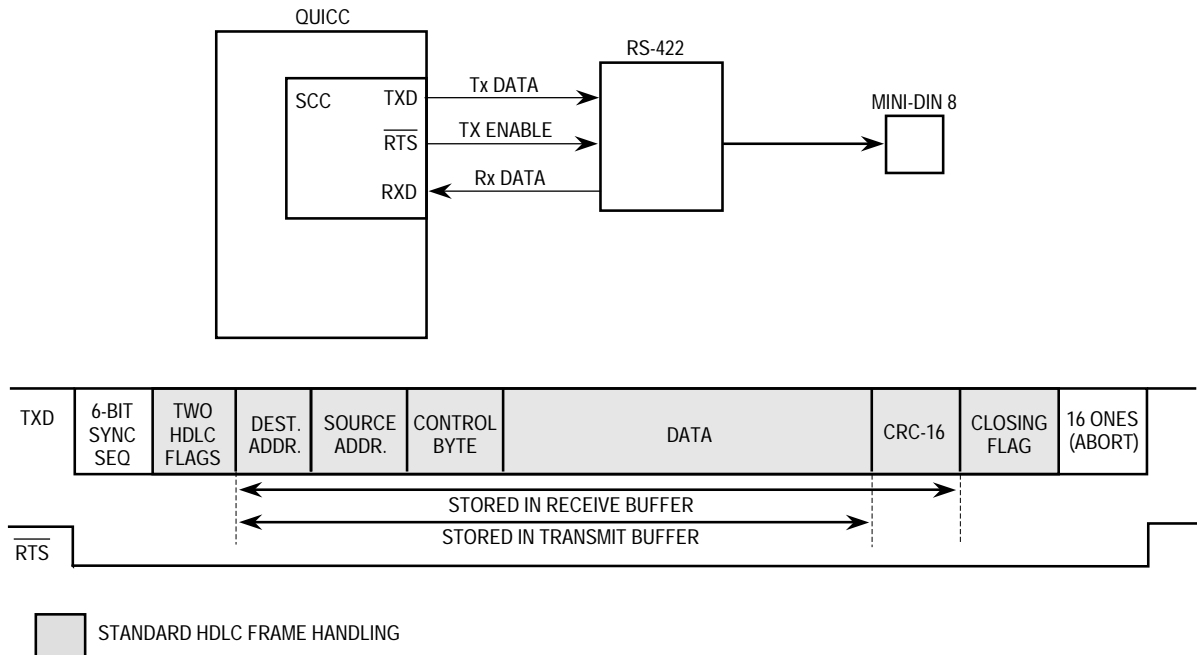 QUICC
RS-422
SCC
TXD
Tx DATA
MINI-DIN 8
RTS
TX ENABLE
RXD
Rx DATA
TXD
6-BIT
SYNC
SEQ
TWO
HDLC
FLAGS
DEST.
ADDR.
SOURCE
ADDR.
CONTROL
BYTE
DATA
CRC-16
CLOSING
FLAG
16 ONES
(ABORT)
STORED IN RECEIVE BUFFER
STORED IN TRANSMIT BUFFER
RTS
STANDARD HDLC FRAME HANDLING